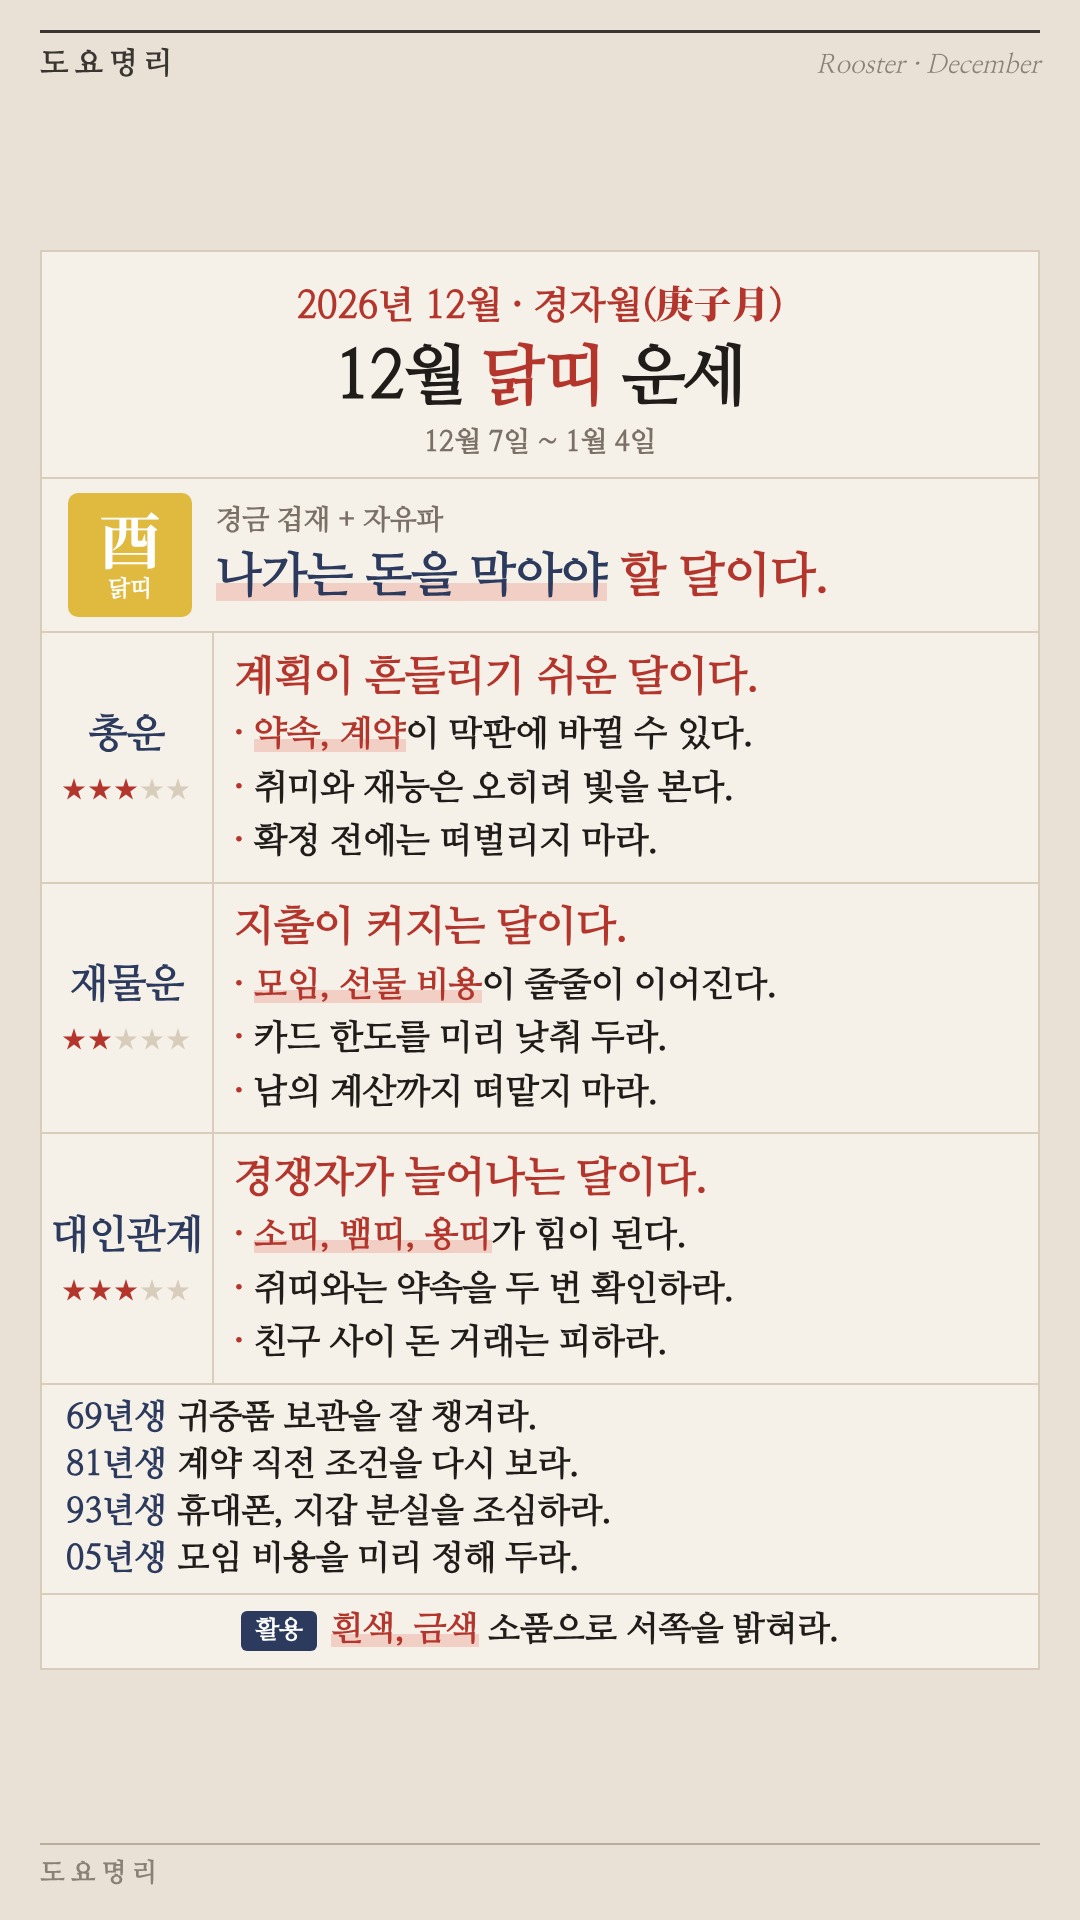 도요명리
Rooster · December
2026년 12월 · 경자월(庚子月)
12월 닭띠 운세
12월 7일 ~ 1월 4일
酉
닭띠
경금 겁재 + 자유파
나가는 돈을 막아야 할 달이다.
총운
★★★★★
계획이 흔들리기 쉬운 달이다.
· 약속, 계약이 막판에 바뀔 수 있다.
· 취미와 재능은 오히려 빛을 본다.
· 확정 전에는 떠벌리지 마라.
재물운
★★★★★
지출이 커지는 달이다.
· 모임, 선물 비용이 줄줄이 이어진다.
· 카드 한도를 미리 낮춰 두라.
· 남의 계산까지 떠맡지 마라.
대인관계
★★★★★
경쟁자가 늘어나는 달이다.
· 소띠, 뱀띠, 용띠가 힘이 된다.
· 쥐띠와는 약속을 두 번 확인하라.
· 친구 사이 돈 거래는 피하라.
69년생 귀중품 보관을 잘 챙겨라.
81년생 계약 직전 조건을 다시 보라.
93년생 휴대폰, 지갑 분실을 조심하라.
05년생 모임 비용을 미리 정해 두라.
활용 흰색, 금색 소품으로 서쪽을 밝혀라.
도요명리